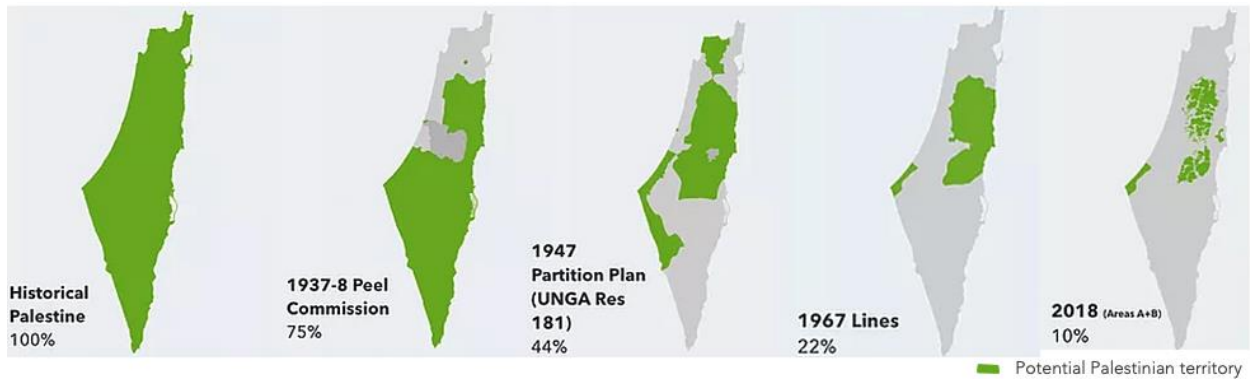 Historical
Palestine
100%
1937-8 Peel
Commission
75%
1947
Partition Plan
(UNGA Res
181)
44%
1967 Lines
22%
2018 (Areas A+B)
10%
Potential Palestinian territory